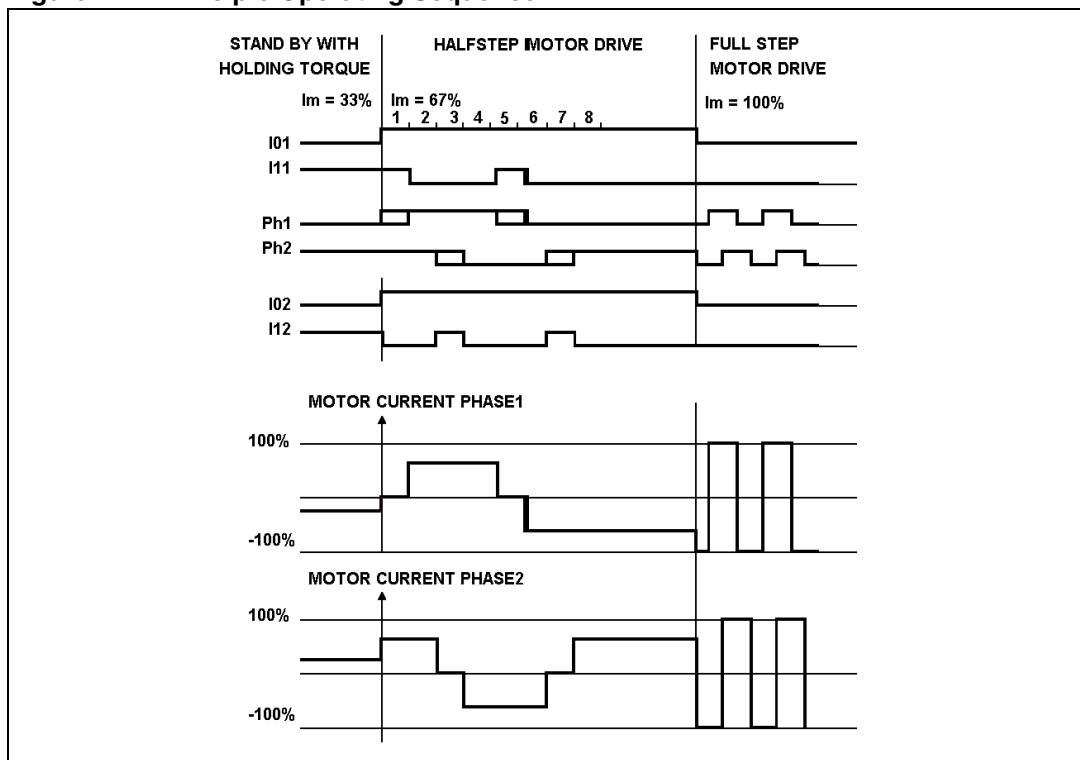 STAND BY WITH
HOLDING TORQUE
HALFSTEP MOTOR DRIVE
FULL STEP
MOTOR DRIVE
Im = 33%
Im = 67%
Im = 100%
1 2 3 4 5 6 7 8
I01
I11
Ph1
Ph2
I02
I12
MOTOR CURRENT PHASE1
100%
-100%
MOTOR CURRENT PHASE2
100%
-100%